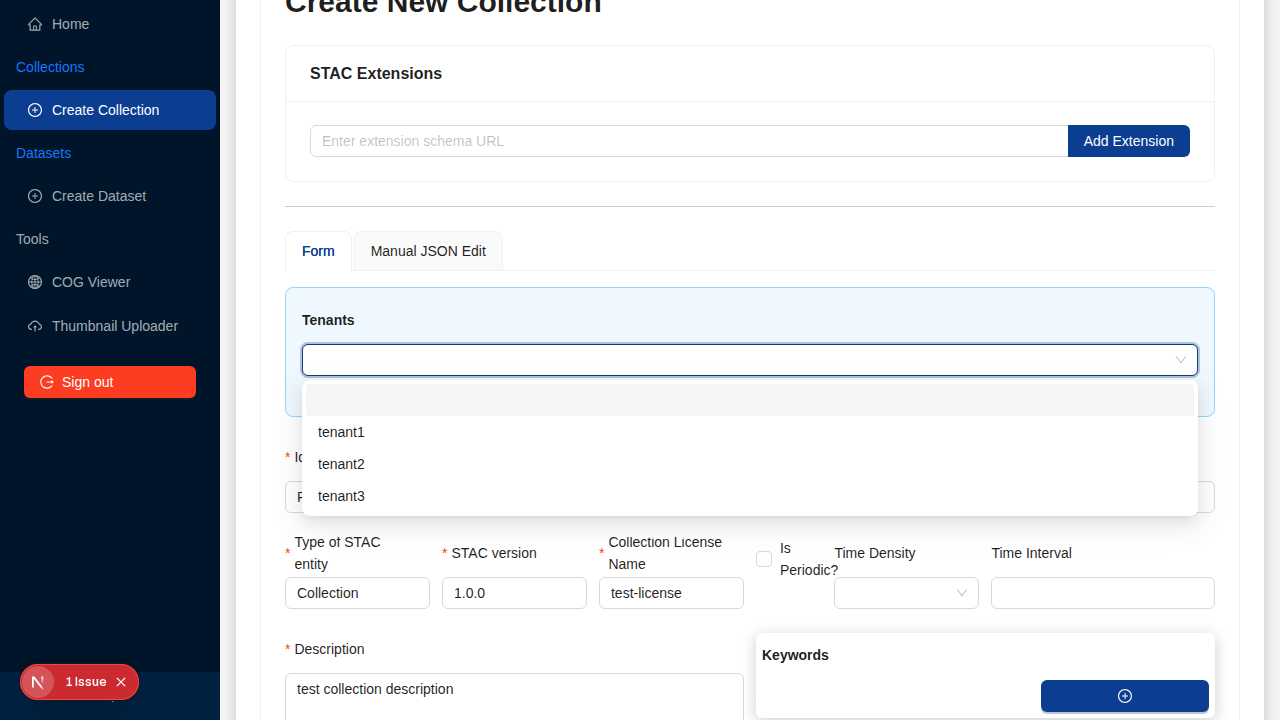 Create New Collection
Home
Collections
Create Collection
Datasets
Create Dataset
Tools
COG Viewer
Thumbnail Uploader
Sign out
1 Issue
STAC Extensions
Enter extension schema URL
Add Extension
Form
Manual JSON Edit
Tenants
tenant1
tenant2
tenant3
* Type of STAC
entity
* STAC version
* Collection License
Name
Is
Periodic?
Time Density
Time Interval
Collection
1.0.0
test-license
* Description
test collection description
Keywords